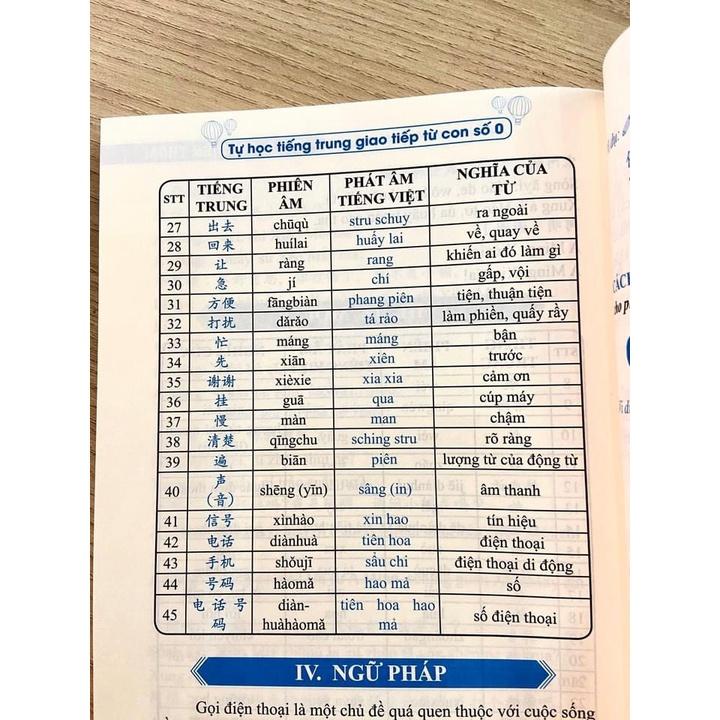 Tự học tiếng trung giao tiếp từ con số 0
STT TIẾNG TRUNG PHIÊN ÂM PHÁT ÂM TIẾNG VIỆT NGHĨA CỦA TỪ
27 出去 chūqù stru schuy ra ngoài
28 回来 huílai huấy lai về, quay về
29 让 ràng rang khiến ai đó làm gì
30 急 jí chí gấp, vội
31 方便 fāngbiàn phang piên tiện, thuận tiện
32 打扰 dǎrǎo tá rảo làm phiền, quấy rầy
33 忙 máng máng bận
34 先 xiān xiên trước
35 谢谢 xièxie xia xia cảm ơn
36 挂 guā qua cúp máy
37 慢 màn man chậm
38 清楚 qīngchu sching stru rõ ràng
39 遍 biān piên lượng từ của động từ
40 声(音) shēng (yīn) sâng (in) âm thanh
41 信号 xìnhào xin hao tín hiệu
42 电话 diànhuà tiên hoa điện thoại
43 手机 shǒujī sẩu chi điện thoại di động
44 号码 hàomǎ hao mả số
45 电话号码 diàn-huàhàomǎ tiên hoa hao mả số điện thoại
IV. NGỮ PHÁP
Gọi điện thoại là một chủ đề quá quen thuộc với cuộc sống